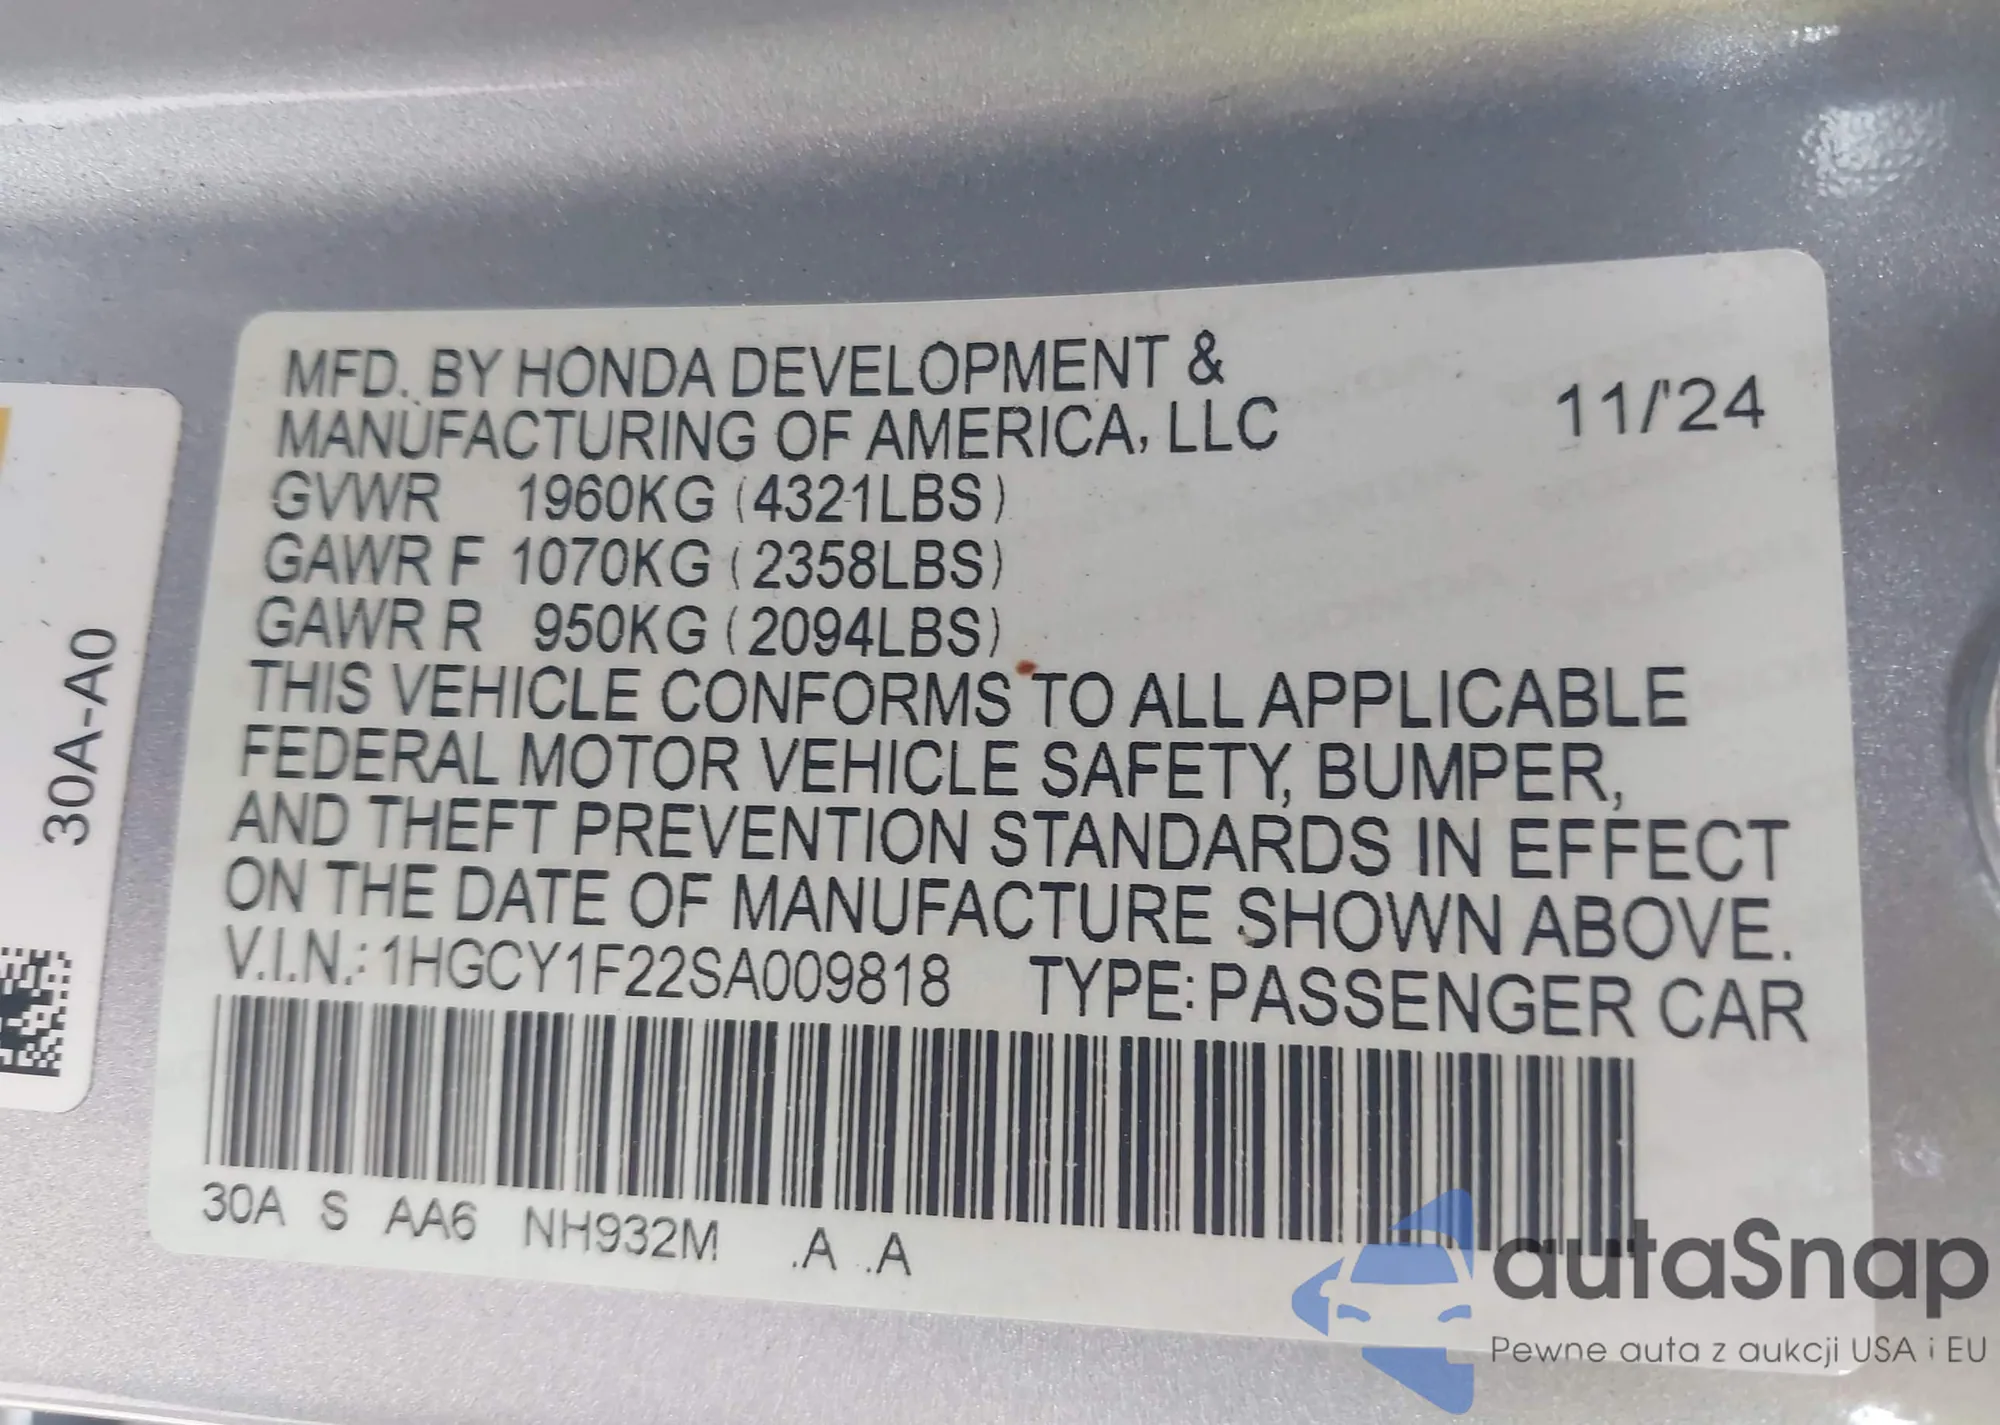 MFD. BY HONDA DEVELOPMENT &
MANUFACTURING OF AMERICA, LLC
11/'24
GVWR 1960KG (4321LBS)
GAWR F 1070KG (2358LBS)
GAWR R 950KG (2094LBS)
THIS VEHICLE CONFORMS TO ALL APPLICABLE
FEDERAL MOTOR VEHICLE SAFETY, BUMPER,
AND THEFT PREVENTION STANDARDS IN EFFECT
ON THE DATE OF MANUFACTURE SHOWN ABOVE.
V.I.N.: 1HGCY1F22SA009818 TYPE: PASSENGER CAR
30A S AA6 NH932M .A .A
30A-A0
autaSnap
Pewne auta z aukcji USA i EU